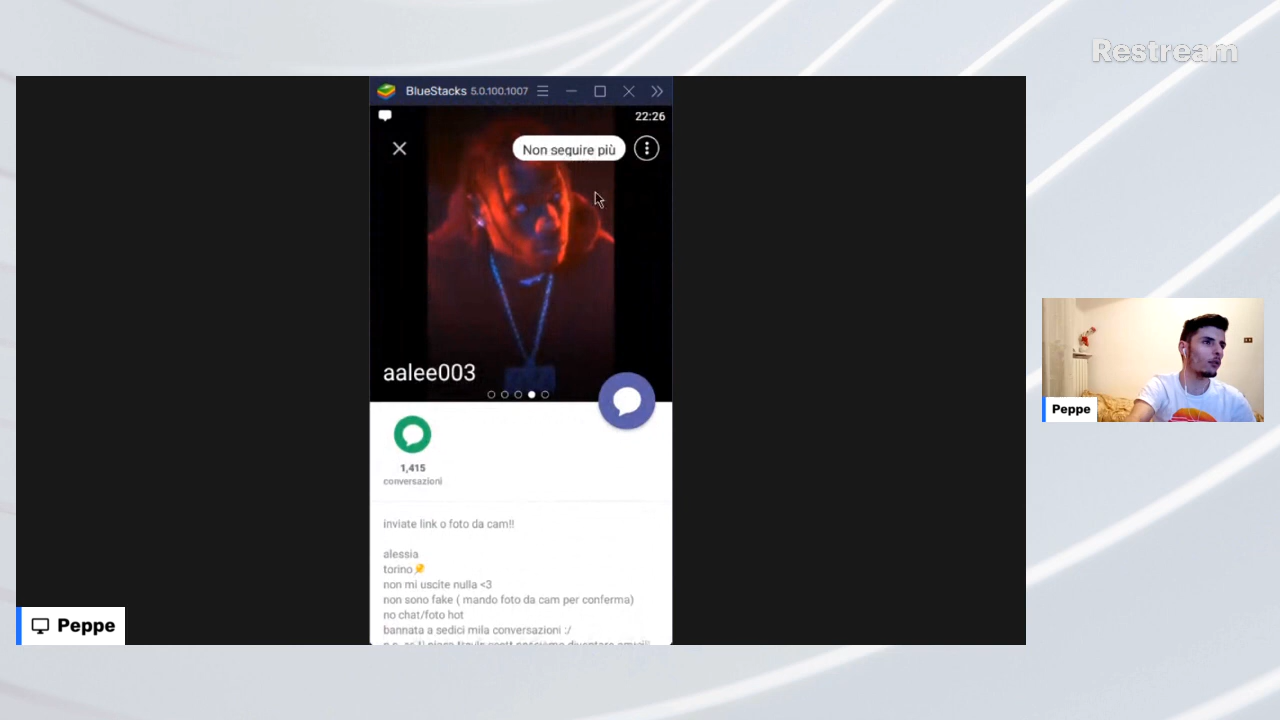 Restream
BlueStacks 5.0.100.1007
22:26
Non seguire più
aalee003
1,415
conversazioni
inviate link o foto da cam!!
alessia
torino
non mi uscite nulla <3
non sono fake ( mando foto da cam per conferma)
no chat/foto hot
bannata a sedici mila conversazioni :/
Peppe
Peppe